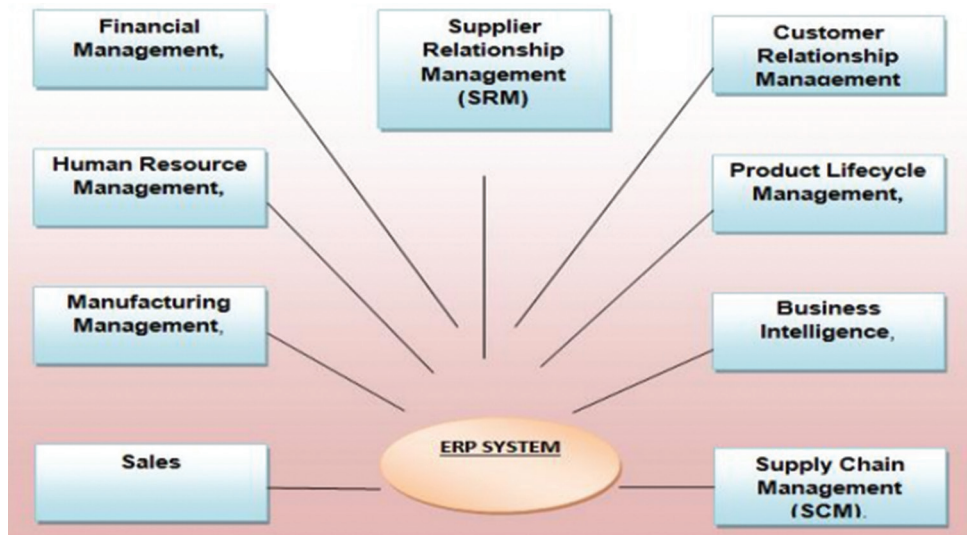 Financial
Management,
Supplier
Relationship
Management
(SRM)
Customer
Relationship
Management
Human Resource
Management,
Product Lifecycle
Management,
Manufacturing
Management,
Business
Intelligence,
Sales
ERP SYSTEM
Supply Chain
Management
(SCM).